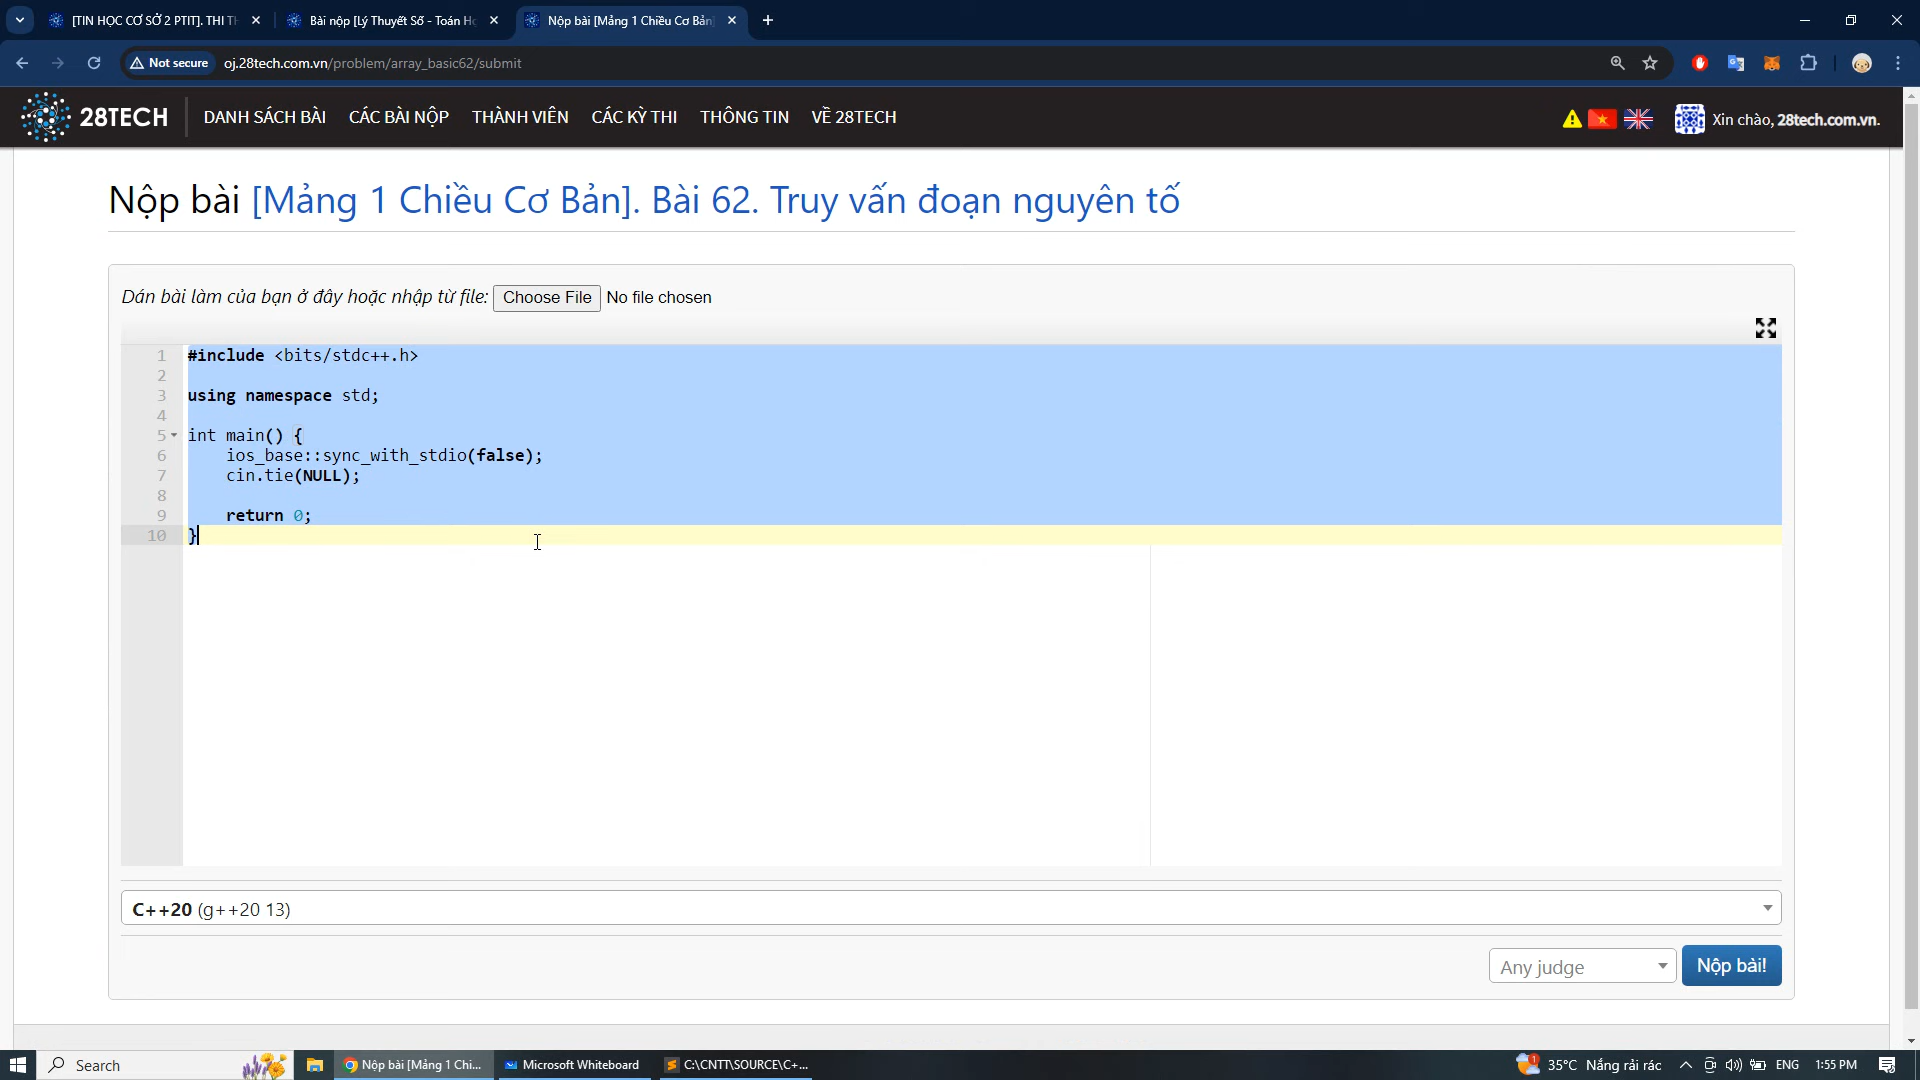 [TIN HỌC CƠ SỞ 2 PTIT]. THI TH
Bài nộp [Lý Thuyết Số - Toán Họ
Nộp bài [Mảng 1 Chiều Cơ Bản]
Not secure
oj.28tech.com.vn/problem/array_basic62/submit
28TECH
DANH SÁCH BÀI
CÁC BÀI NỘP
THÀNH VIÊN
CÁC KỲ THI
THÔNG TIN
VỀ 28TECH
Xin chào, 28tech.com.vn.
Nộp bài [Mảng 1 Chiều Cơ Bản]. Bài 62. Truy vấn đoạn nguyên tố
Dán bài làm của bạn ở đây hoặc nhập từ file: Choose File No file chosen
1 #include <bits/stdc++.h>
2
3 using namespace std;
4
5 int main() {
6 ios_base::sync_with_stdio(false);
7 cin.tie(NULL);
8
9 return 0;
10 }
C++20 (g++20 13)
Any judge
Nộp bài!
Search
Nộp bài [Mảng 1 Chi...
Microsoft Whiteboard
C:\CNTT\SOURCE\C+...
1
35°C Nắng rải rác
ENG
1:55 PM